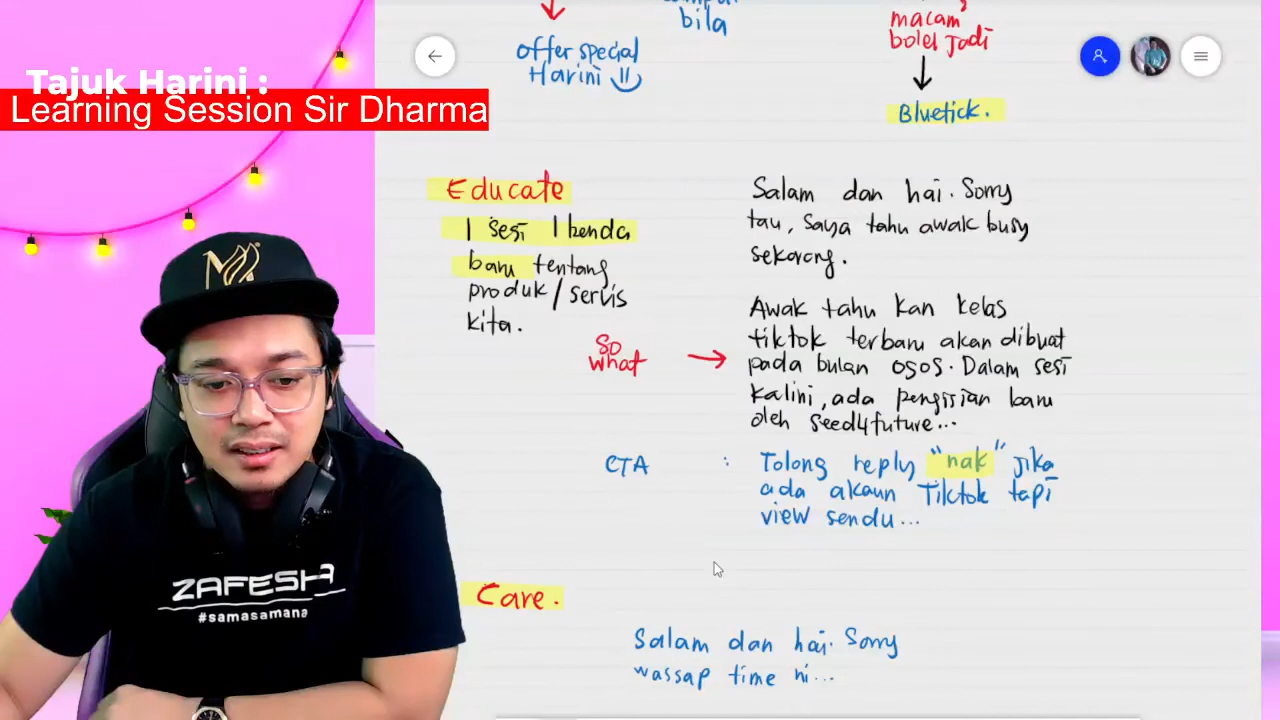 Tajuk Harini :
Learning Session Sir Dharma
bila
offer special
Harini
macam
boleh jadi
Bluetick.
Educate
1 sesi 1 benda
baru tentang
produk / servis
kita.
Salam dan hai. Sorry
tau, saya tahu awak busy
sekarang.
So
what
Awak tahu kan kelas
tiktok terbaru akan dibuat
pada bulan ogos. Dalam sesi
kalini, ada pengisian baru
oleh seed4future...
CTA : Tolong reply "nak" jika
ada akaun Tiktok tapi
view sendu...
Care.
Salam dan hai. Sorry
wassap time ni...
ZAFESHA
#samasamana